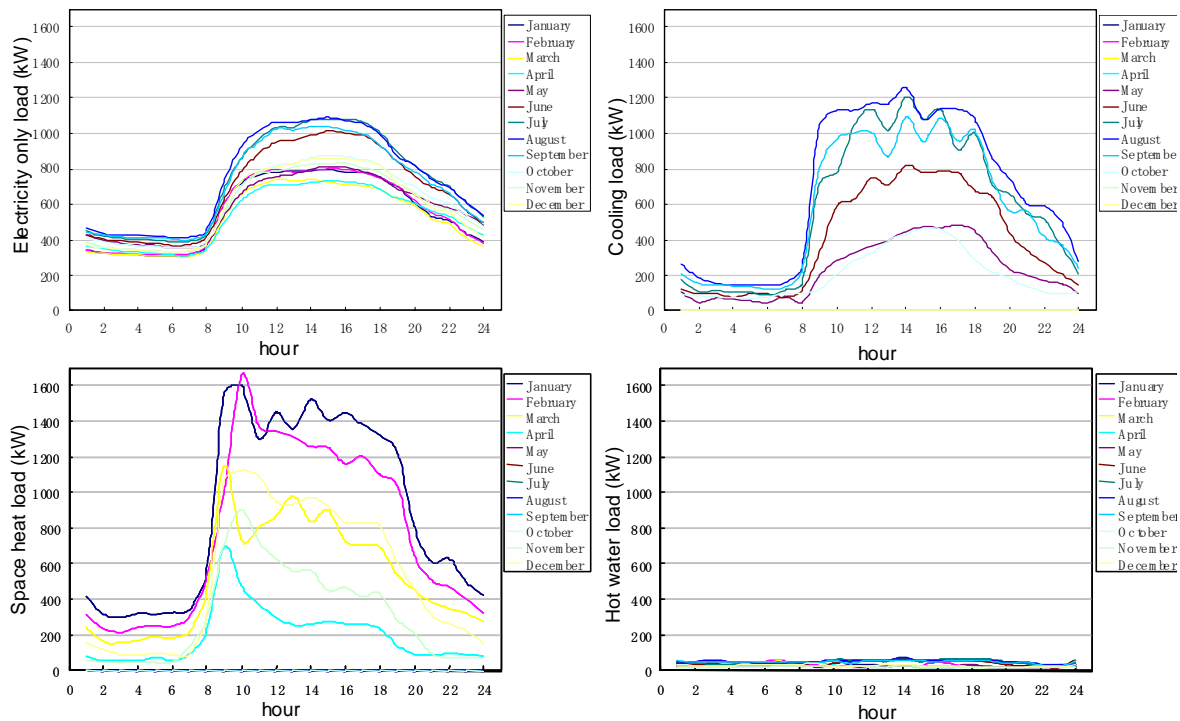 Electricity only load (kW)
1600
1400
1200
1000
800
600
400
200
0
0 2 4 6 8 10 12 14 16 18 20 22 24
hour
January
February
March
April
May
June
July
August
September
October
November
December
Cooling load (kW)
1600
1400
1200
1000
800
600
400
200
0
0 2 4 6 8 10 12 14 16 18 20 22 24
hour
January
February
March
April
May
June
July
August
September
October
November
December
Space heat load (kW)
1600
1400
1200
1000
800
600
400
200
0
0 2 4 6 8 10 12 14 16 18 20 22 24
hour
January
February
March
April
May
June
July
August
September
October
November
December
Hot water load (kW)
1600
1400
1200
1000
800
600
400
200
0
0 2 4 6 8 10 12 14 16 18 20 22 24
hour
January
February
March
April
May
June
July
August
September
October
November
December